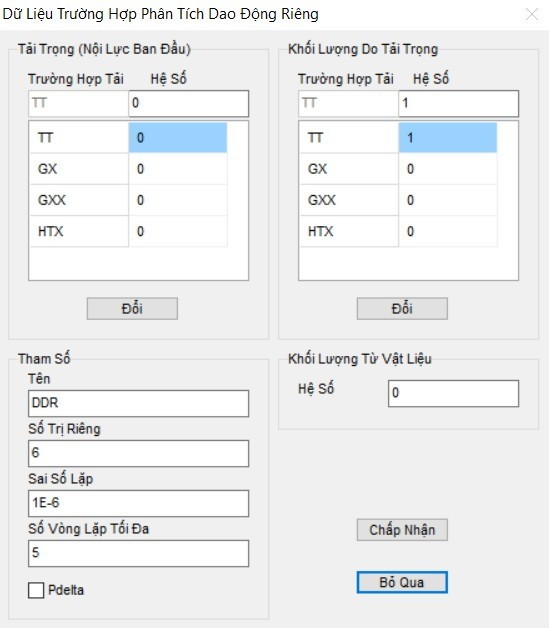 Dữ Liệu Trường Hợp Phân Tích Dao Động Riêng
Tải Trọng (Nội Lực Ban Đầu)
Trường Hợp Tải Hệ Số
TT 0
TT 0
GX 0
GXX 0
HTX 0
Đổi
Khối Lượng Do Tải Trọng
Trường Hợp Tải Hệ Số
TT 1
TT 1
GX 0
GXX 0
HTX 0
Đổi
Tham Số
Tên
DDR
Số Trị Riêng
6
Sai Số Lặp
1E-6
Số Vòng Lặp Tối Đa
5
Pdelta
Khối Lượng Từ Vật Liệu
Hệ Số 0
Chấp Nhận
Bỏ Qua